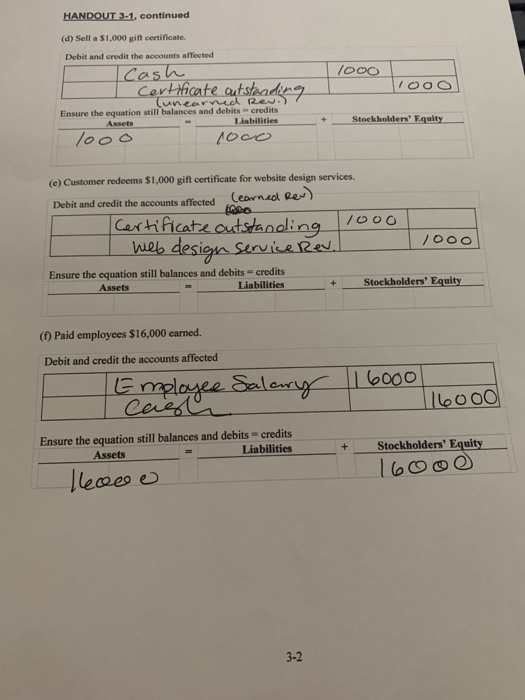 HANDOUT 3-1, continued
(d) Sell a $1,000 gift certificate.
Debit and credit the accounts affected
Cash 1000
Certificate outstanding 1000
(unearned Rev.)
Ensure the equation still balances and debits = credits
Assets = Liabilities + Stockholders' Equity
1000 1000
(e) Customer redeems $1,000 gift certificate for website design services.
(earned Rev)
Debit and credit the accounts affected
Certificate outstanding 1000
web design service Rev. 1000
Ensure the equation still balances and debits = credits
Assets = Liabilities + Stockholders' Equity
(f) Paid employees $16,000 earned.
Debit and credit the accounts affected
Employee Salary 16000
Cash 16000
Ensure the equation still balances and debits = credits
Assets = Liabilities + Stockholders' Equity
16000
3-2